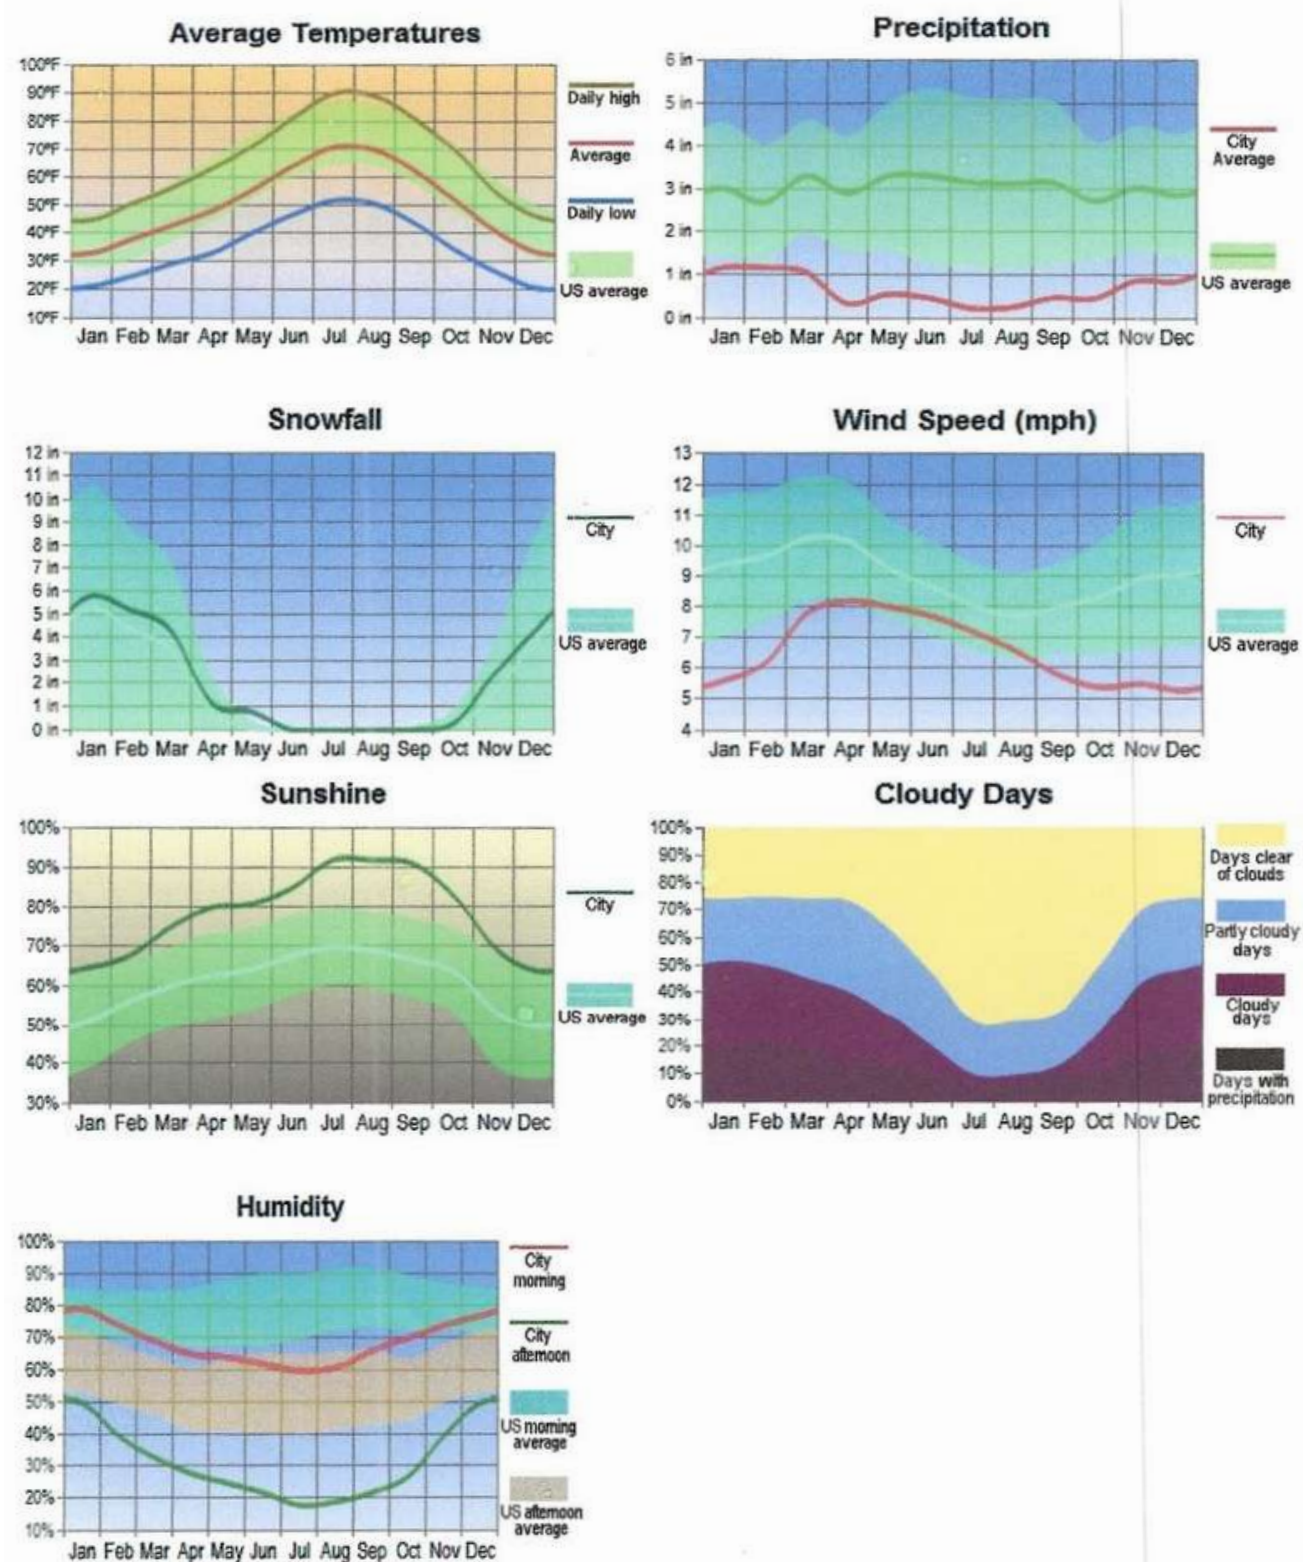 Average Temperatures
100ºF
90ºF
80ºF
70ºF
60ºF
50ºF
40ºF
30ºF
20ºF
10ºF
Jan Feb Mar Apr May Jun Jul Aug Sep Oct Nov Dec
Daily high
Average
Daily low
US average
Precipitation
6 in
5 in
4 in
3 in
2 in
1 in
0 in
Jan Feb Mar Apr May Jun Jul Aug Sep Oct Nov Dec
City
Average
US average
Snowfall
12 in
11 in
10 in
9 in
8 in
7 in
6 in
5 in
4 in
3 in
2 in
1 in
0 in
Jan Feb Mar Apr May Jun Jul Aug Sep Oct Nov Dec
City
US average
Wind Speed (mph)
13
12
11
10
9
8
7
6
5
4
Jan Feb Mar Apr May Jun Jul Aug Sep Oct Nov Dec
City
US average
Sunshine
100%
90%
80%
70%
60%
50%
40%
30%
Jan Feb Mar Apr May Jun Jul Aug Sep Oct Nov Dec
City
US average
Cloudy Days
100%
90%
80%
70%
60%
50%
40%
30%
20%
10%
0%
Jan Feb Mar Apr May Jun Jul Aug Sep Oct Nov Dec
Days clear
of clouds
Partly cloudy
days
Cloudy
days
Days with
precipitation
Humidity
100%
90%
80%
70%
60%
50%
40%
30%
20%
10%
Jan Feb Mar Apr May Jun Jul Aug Sep Oct Nov Dec
City
morning
City
afternoon
US morning
average
US afternoon
average